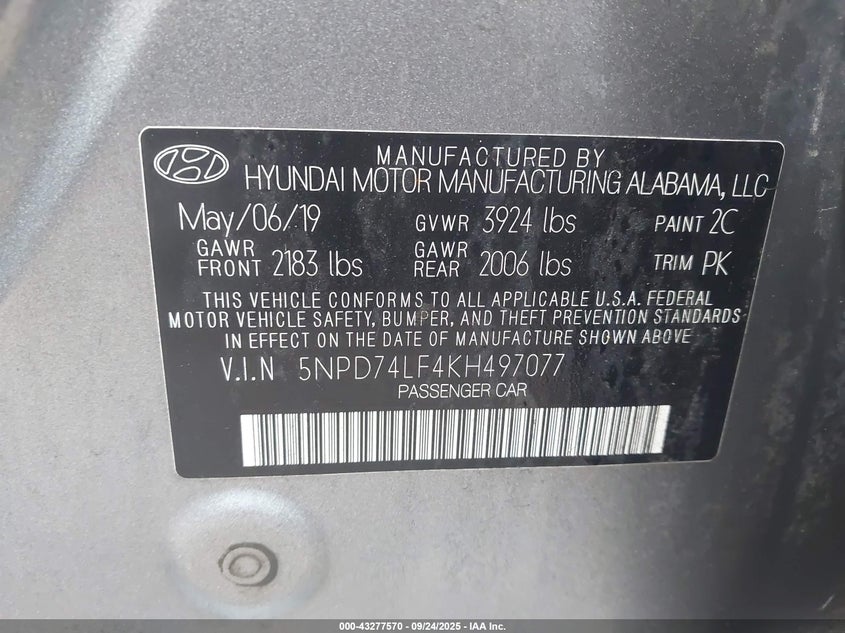 MANUFACTURED BY
HYUNDAI MOTOR MANUFACTURING ALABAMA, LLC
May/06/19 GVWR 3924 lbs PAINT 2C
GAWR FRONT 2183 lbs GAWR REAR 2006 lbs TRIM PK
THIS VEHICLE CONFORMS TO ALL APPLICABLE U.S.A. FEDERAL
MOTOR VEHICLE SAFETY, BUMPER, AND THEFT PREVENTION STANDARDS
IN EFFECT ON THE DATE OF MANUFACTURE SHOWN ABOVE
V.I.N 5NPD74LF4KH497077
PASSENGER CAR
000-43277570 - 09/24/2025 - IAA Inc.